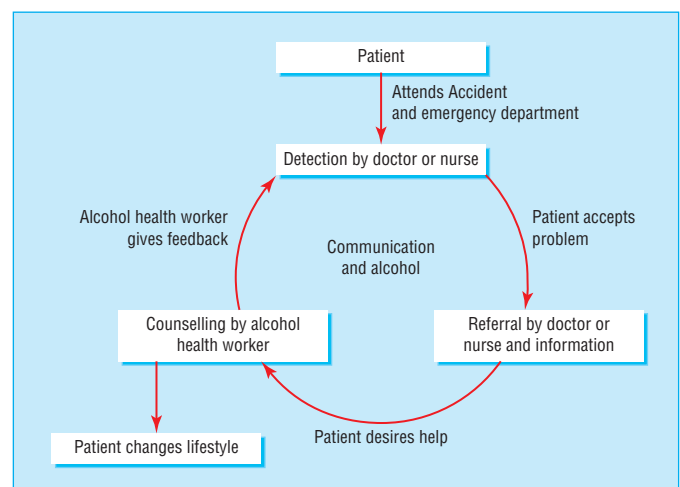 Patient
Attends Accident
and emergency department
Detection by doctor or nurse
Alcohol health worker
gives feedback
Patient accepts
problem
Communication
and alcohol
Counselling by alcohol
health worker
Referral by doctor or
nurse and information
Patient desires help
Patient changes lifestyle